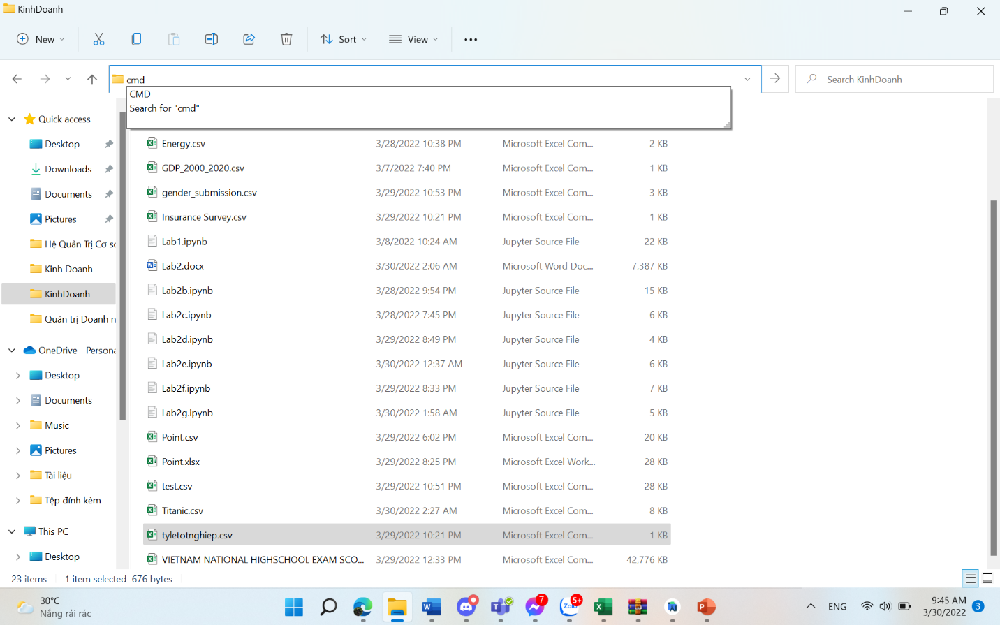 KinhDoanh
New
Sort
View
cmd
Search KinhDoanh
CMD
Search for "cmd"
Quick access
Desktop
Downloads
Documents
Pictures
Hệ Quản Trị Cơ sc
Kinh Doanh
KinhDoanh
Quản trị Doanh n
OneDrive - Persona
Desktop
Documents
Music
Pictures
Tài liệu
Tệp đính kèm
This PC
Desktop
Energy.csv 3/28/2022 10:38 PM Microsoft Excel Com... 2 KB
GDP_2000_2020.csv 3/7/2022 7:40 PM Microsoft Excel Com... 1 KB
gender_submission.csv 3/29/2022 10:53 PM Microsoft Excel Com... 3 KB
Insurance Survey.csv 3/29/2022 10:21 PM Microsoft Excel Com... 1 KB
Lab1.ipynb 3/8/2022 10:24 AM Jupyter Source File 22 KB
Lab2.docx 3/30/2022 2:06 AM Microsoft Word Doc... 7,387 KB
Lab2b.ipynb 3/28/2022 9:54 PM Jupyter Source File 15 KB
Lab2c.ipynb 3/28/2022 7:45 PM Jupyter Source File 6 KB
Lab2d.ipynb 3/29/2022 8:49 PM Jupyter Source File 4 KB
Lab2e.ipynb 3/30/2022 12:37 AM Jupyter Source File 6 KB
Lab2f.ipynb 3/29/2022 8:33 PM Jupyter Source File 7 KB
Lab2g.ipynb 3/30/2022 1:58 AM Jupyter Source File 5 KB
Point.csv 3/29/2022 6:02 PM Microsoft Excel Com... 20 KB
Point.xlsx 3/29/2022 8:25 PM Microsoft Excel Work... 28 KB
test.csv 3/29/2022 10:51 PM Microsoft Excel Com... 28 KB
Titanic.csv 3/30/2022 2:27 AM Microsoft Excel Com... 8 KB
tyletotnghiep.csv 3/29/2022 10:21 PM Microsoft Excel Com... 1 KB
VIETNAM NATIONAL HIGHSCHOOL EXAM SCO... 3/29/2022 12:33 PM Microsoft Excel Com... 42,776 KB
23 items 1 item selected 676 bytes
30°C
Nắng rải rác
7
5+
Zalo
ENG
9:45 AM
3/30/2022
3